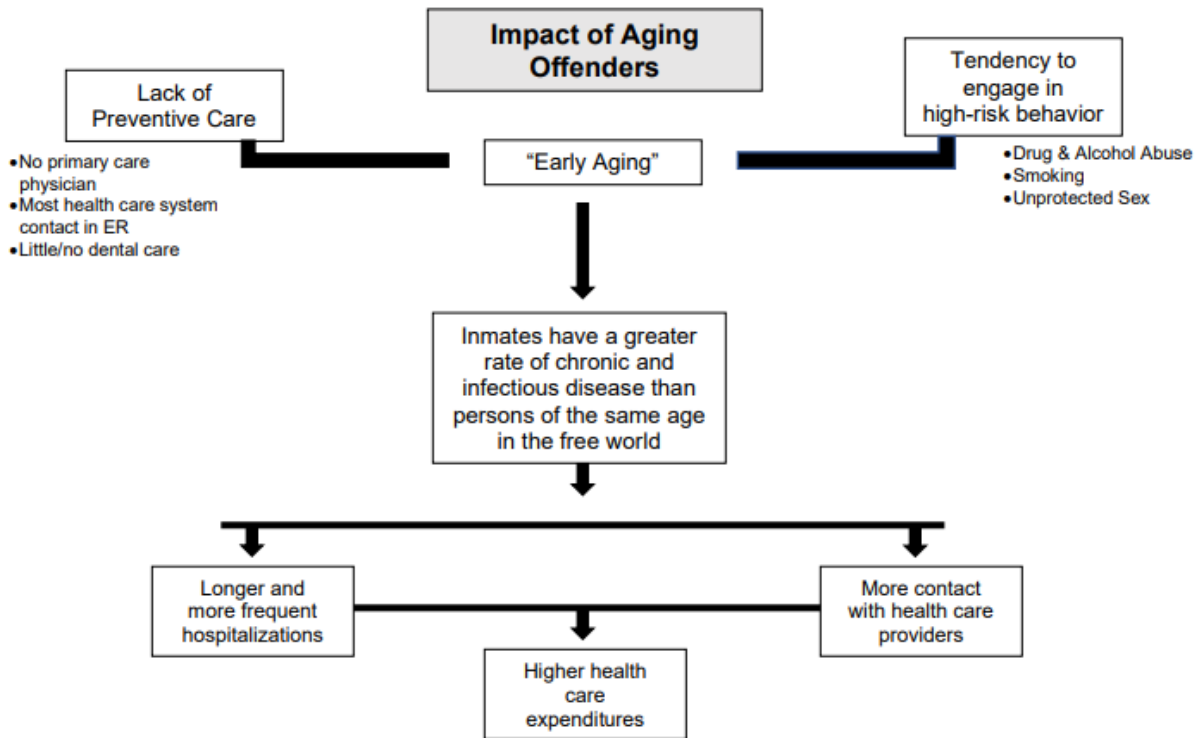 Impact of Aging
Offenders
Lack of
Preventive Care
•No primary care
physician
•Most health care system
contact in ER
•Little/no dental care
“Early Aging”
Tendency to
engage in
high-risk behavior
•Drug & Alcohol Abuse
•Smoking
•Unprotected Sex
Inmates have a greater
rate of chronic and
infectious disease than
persons of the same age
in the free world
Longer and
more frequent
hospitalizations
More contact
with health care
providers
Higher health
care
expenditures